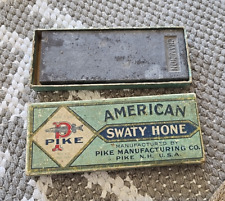 AMERICAN
SWATY HONE
MANUFACTURED BY
PIKE MANUFACTURING CO.
PIKE N.H. U.S.A.
P
PIKE